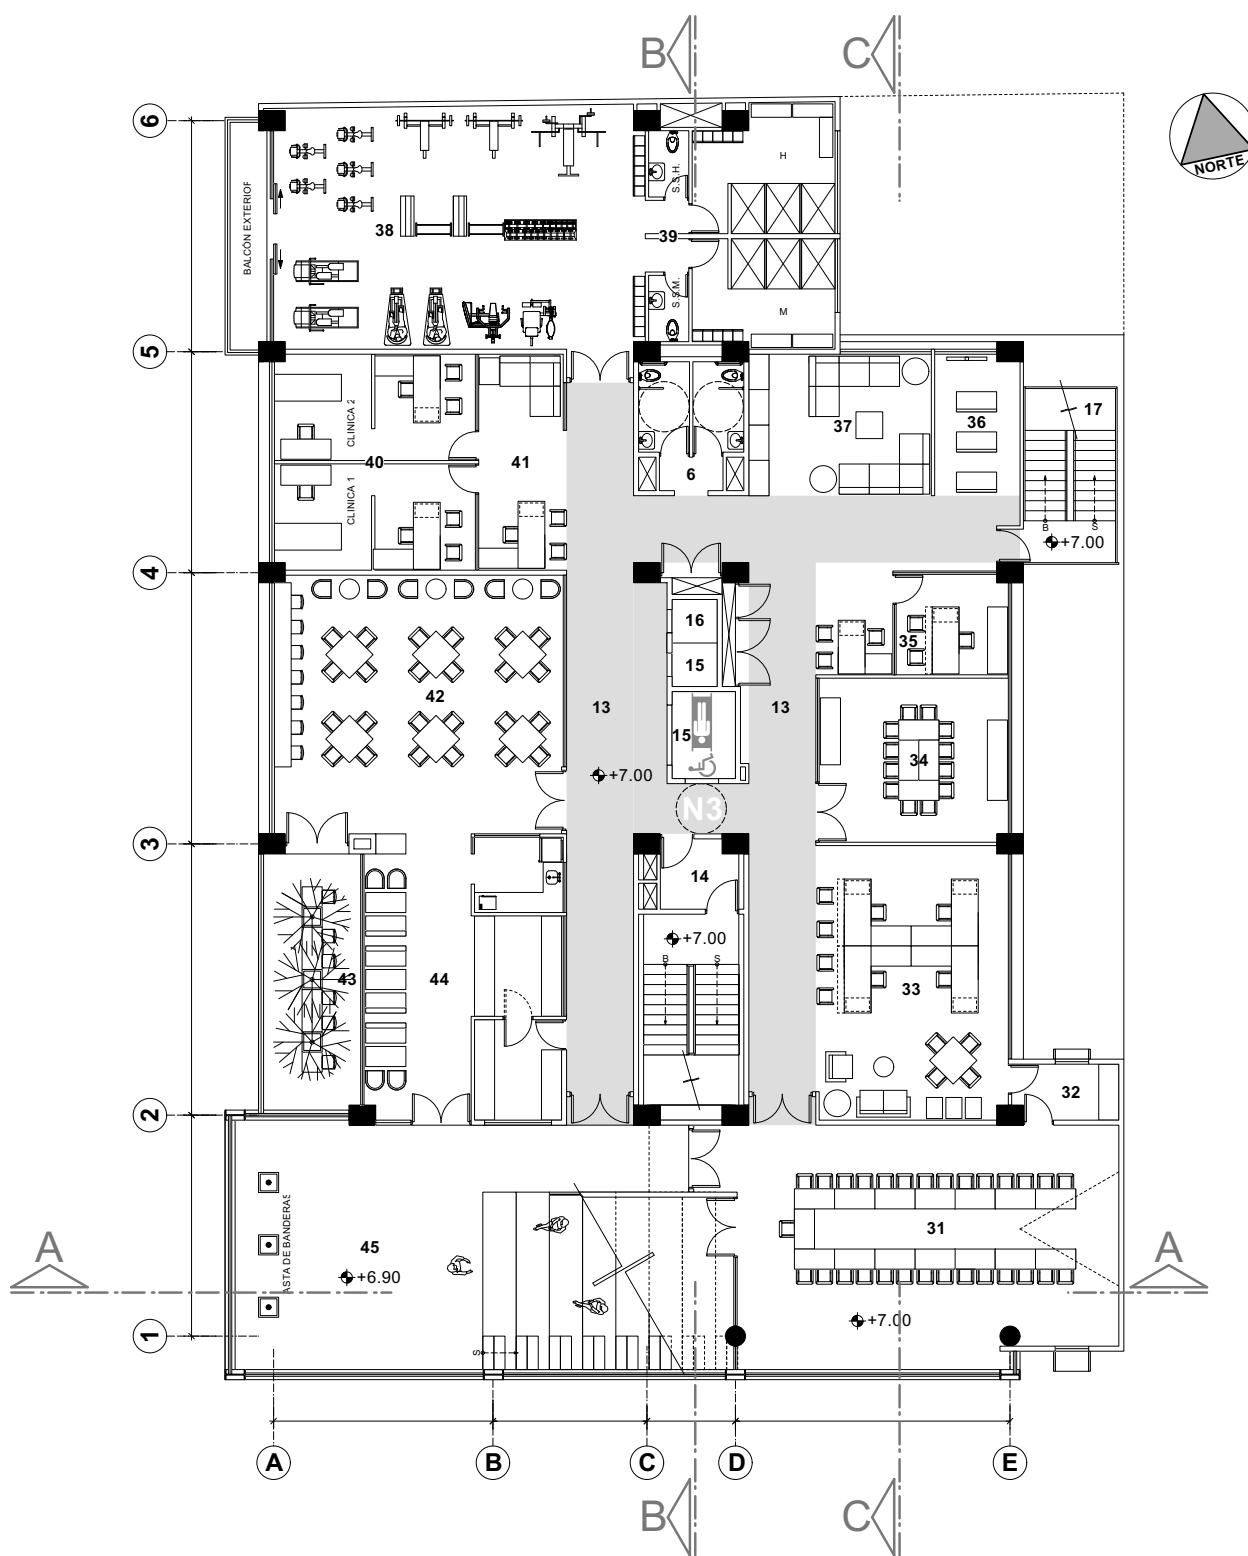 B
C
6
NORTE
H
S.S.H.
BALCÓN EXTERIOR
38
39
S.S.M.
M
5
CLINICA 2
40
41
6
37
36
17
CLINICA 1
B
S
+7.00
4
16
15
35
42
13
15
13
34
+7.00
N3
3
14
+7.00
B
S
43
44
33
32
2
ASTA DE BANDERAS
45
31
A
+6.90
A
+7.00
1
S
A
B
C
D
E
B
C